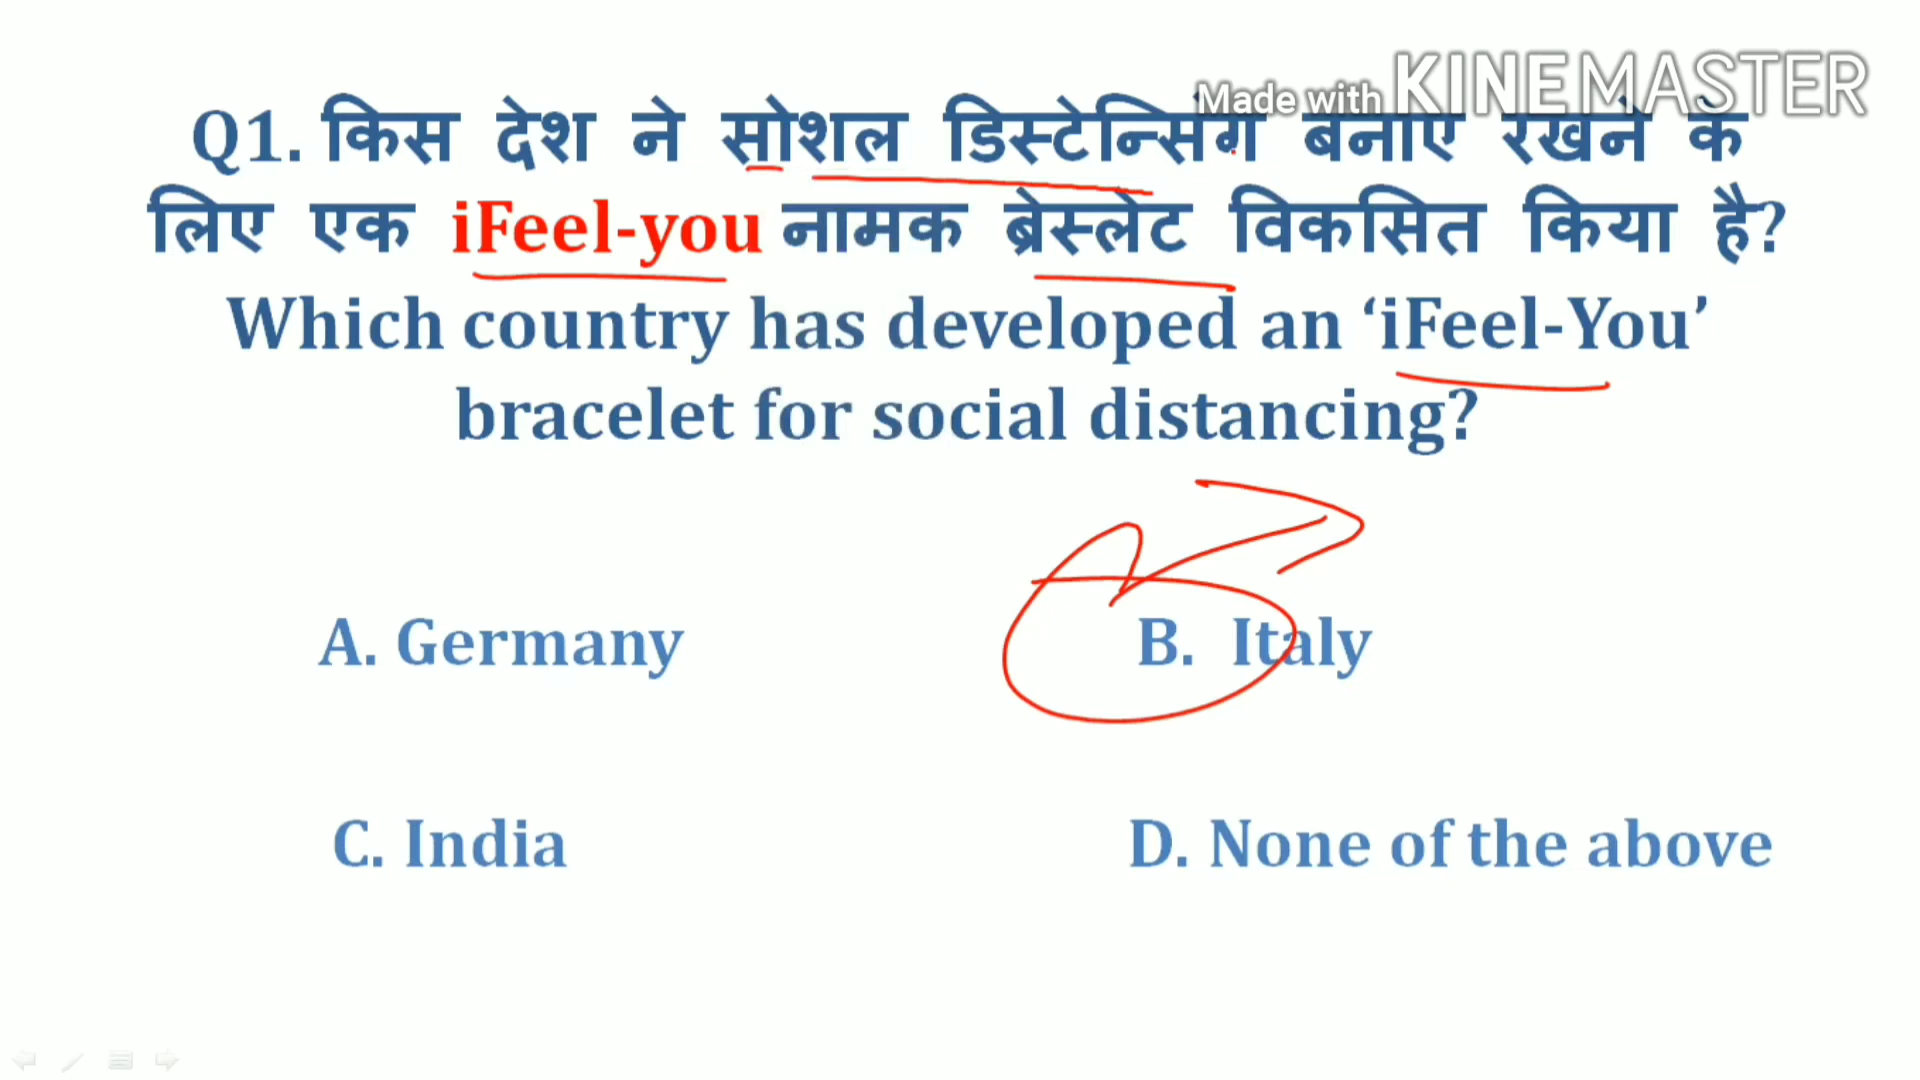 Made with KINEMASTER
Q1. किस देश ने सोशल डिस्टेन्सिंग बनाए रखने के
लिए एक iFeel-you नामक ब्रेस्लेट विकसित किया है?
Which country has developed an ‘iFeel-You’
bracelet for social distancing?
A. Germany
B. Italy
C. India
D. None of the above